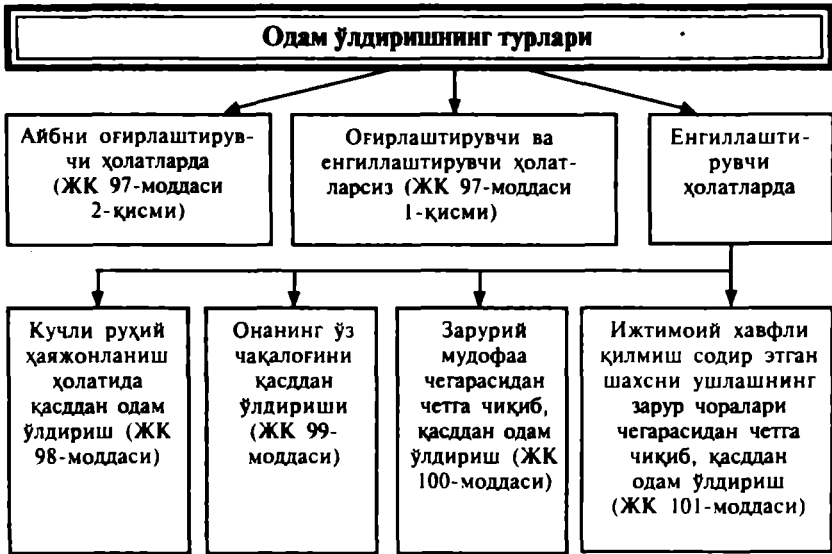 Одам ўлдиришнинг турлари
Айбни оғирлаштирув-
чи ҳолатларда
(ЖК 97-моддаси
2-қисми)
Оғирлаштирувчи ва
енгиллаштирувчи ҳолат-
ларсиз (ЖК 97-моддаси
1-қисми)
Енгиллашти-
рувчи
ҳолатларда
Кучли руҳий
ҳаяжонланиш
ҳолатида
қасддан одам
ўлдириш (ЖК
98-моддаси)
Онанинг ўз
чақалоғини
қасддан
ўлдириши
(ЖК 99-
моддаси)
Зарурий
мудофаа
чегарасидан
четга чиқиб,
қасддан одам
ўлдириш (ЖК
100-моддаси)
Ижтимоий хавфли
қилмиш содир этган
шахсни ушлашнинг
зарур чоралари
чегарасидан четга
чиқиб, қасддан
одам ўлдириш
(ЖК 101-моддаси)